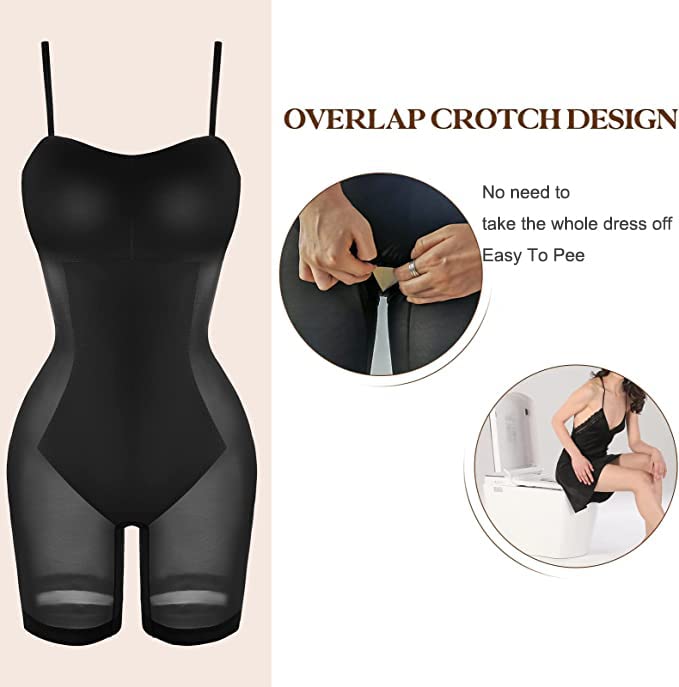 OVERLAP CROTCH DESIGN
No need to
take the whole dress off
Easy To Pee